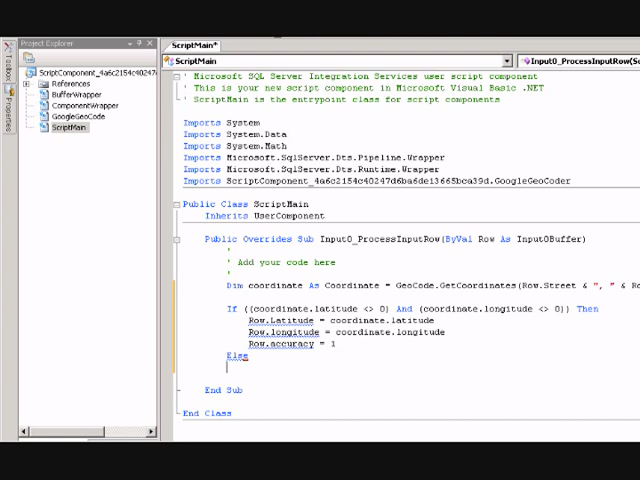 Project Explorer
ScriptMain*
ScriptMain
Input0_ProcessInputRow(So
Toolbox
Properties
ScriptComponent_4a6c2154c40247
References
BufferWrapper
ComponentWrapper
GoogleGeoCode
ScriptMain
' Microsoft SQL Server Integration Services user script component
' This is your new script component in Microsoft Visual Basic .NET
' ScriptMain is the entrypoint class for script components
Imports System
Imports System.Data
Imports System.Math
Imports Microsoft.SqlServer.Dts.Pipeline.Wrapper
Imports Microsoft.SqlServer.Dts.Runtime.Wrapper
Imports ScriptComponent_4a6c2154c40247d6ba6de13665bca39d.GoogleGeoCoder
Public Class ScriptMain
Inherits UserComponent
Public Overrides Sub Input0_ProcessInputRow(ByVal Row As Input0Buffer)
'
' Add your code here
'
Dim coordinate As Coordinate = GeoCode.GetCoordinates(Row.Street & ", " & Ro
If ((coordinate.latitude <> 0) And (coordinate.longitude <> 0)) Then
Row.Latitude = coordinate.latitude
Row.longitude = coordinate.longitude
Row.accuracy = 1
Else
End Sub
End Class